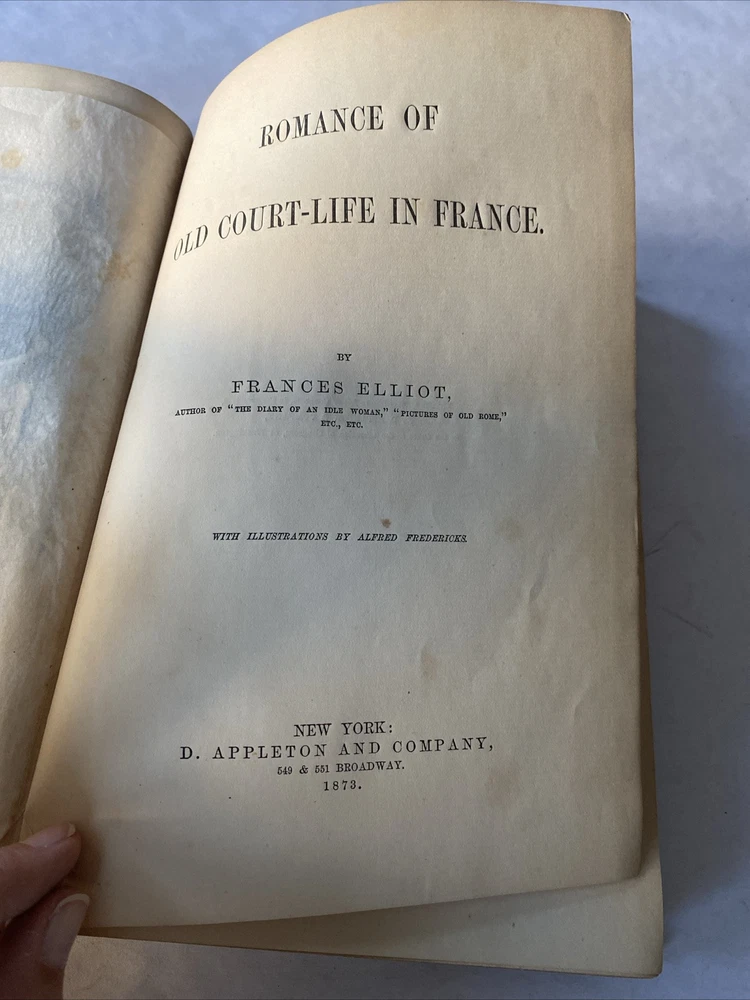 ROMANCE OF
OLD COURT-LIFE IN FRANCE.
BY
FRANCES ELLIOT,
AUTHOR OF "THE DIARY OF AN IDLE WOMAN," "PICTURES OF OLD ROME,"
ETC., ETC.
WITH ILLUSTRATIONS BY ALFRED FREDERICKS.
NEW YORK:
D. APPLETON AND COMPANY,
549 & 551 BROADWAY.
1873.